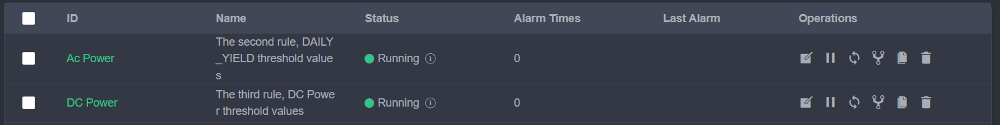 ID Name Status Alarm Times Last Alarm Operations
The second rule, DAILY
Ac Power _YIELD threshold value Running 0
s
The third rule, DC Powe
DC Power Running 0
r threshold values